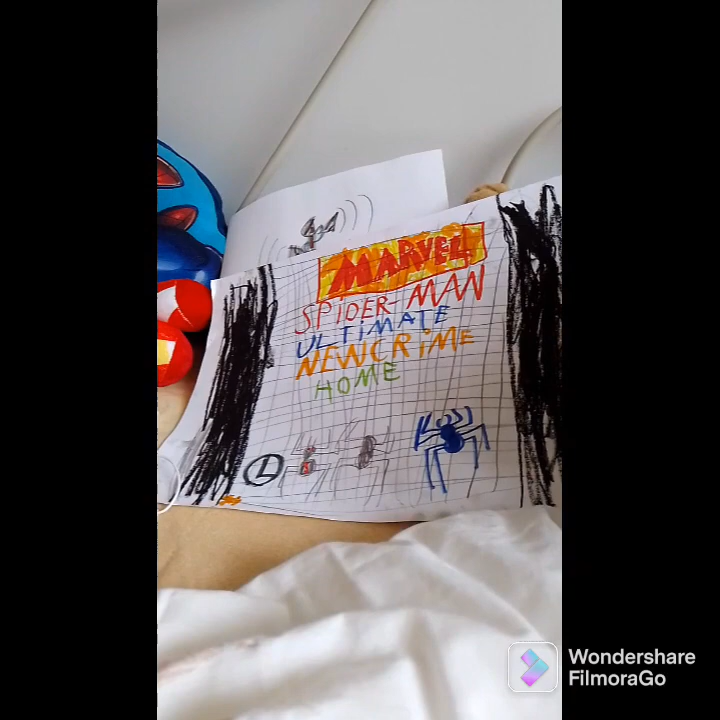 MARVEL
SPIDER-MAN
ULTiMATE
NEWCRiME
HOME
L
Wondershare
FilmoraGo